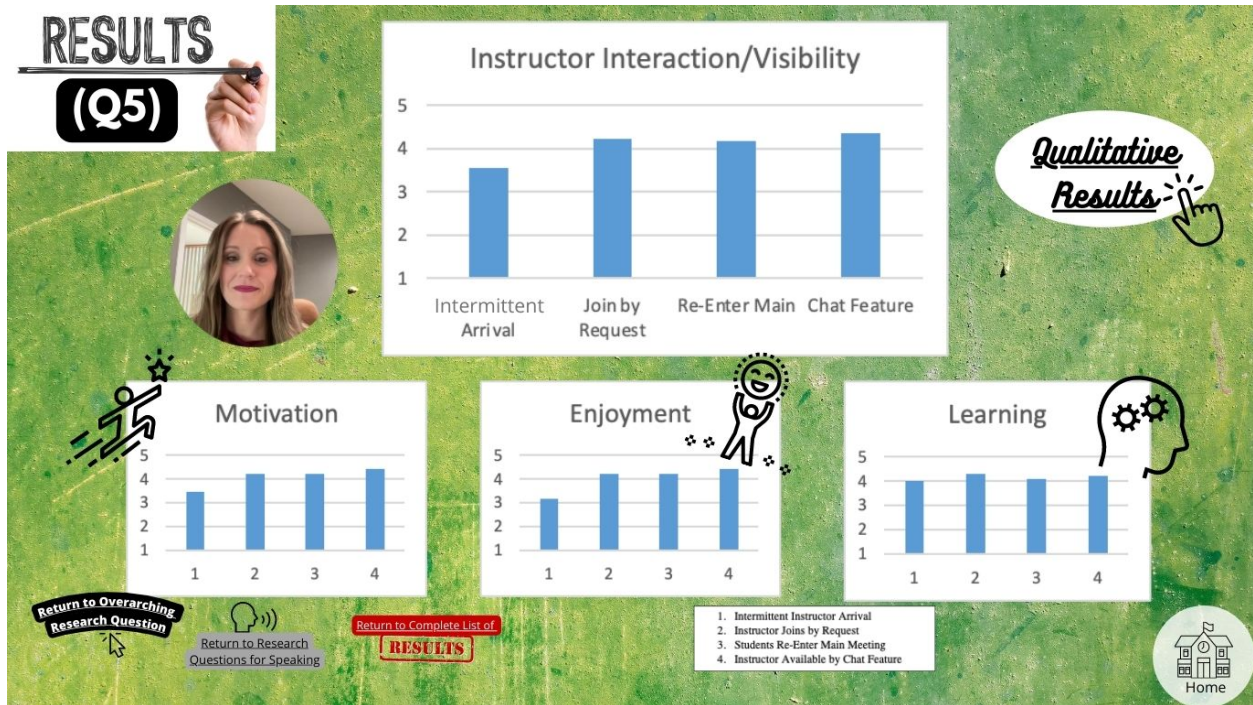 RESULTS
(Q5)
Instructor Interaction/Visibility
5
4
3
2
1
Intermittent
Arrival
Join by
Request
Re-Enter Main
Chat Feature
Qualitative
Results
Motivation
5
4
3
2
1
1 2 3 4
Enjoyment
5
4
3
2
1
1 2 3 4
Learning
5
4
3
2
1
1 2 3 4
Return to Overarching
Research Question
Return to Research
Questions for Speaking
Return to Complete List of
RESULTS
1. Intermittent Instructor Arrival
2. Instructor Joins by Request
3. Students Re-Enter Main Meeting
4. Instructor Available by Chat Feature
Home